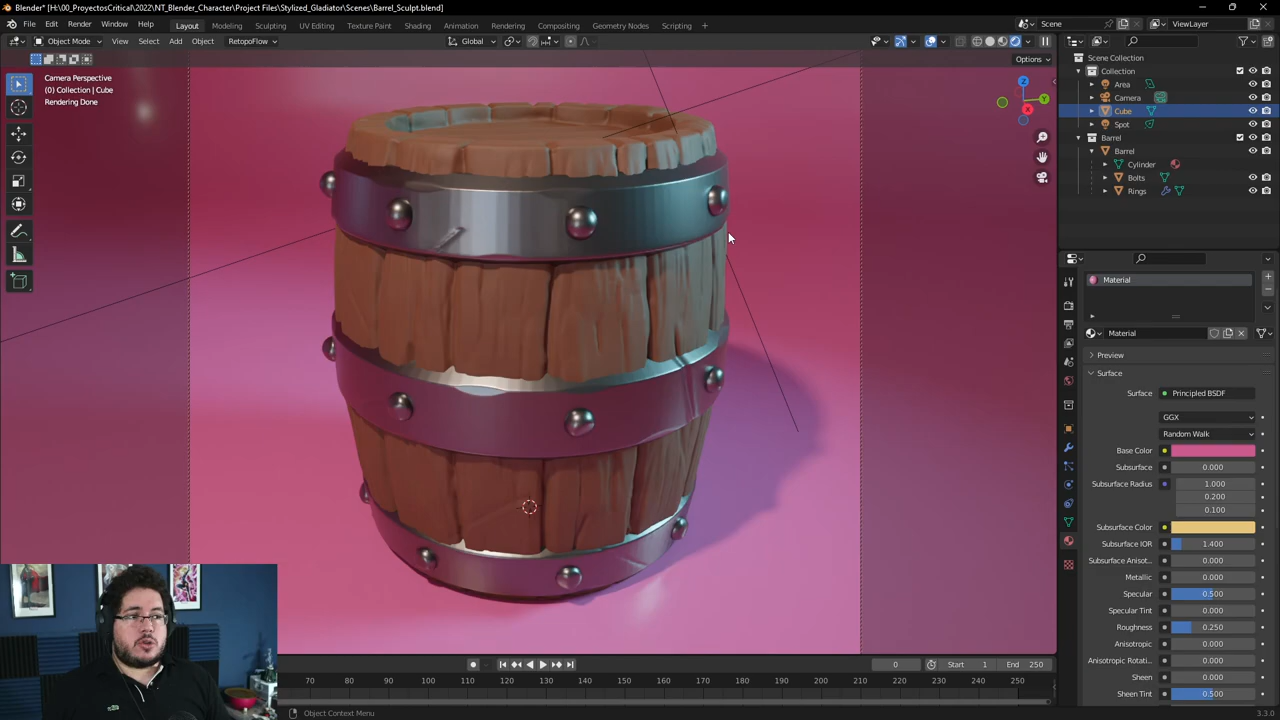 Blender* [H:\00_ProyectosCritical\2022\NT_Blender_Character\Project Files\Stylized_Gladiator\Scenes\Barrel_Sculpt.blend]
File Edit Render Window Help Layout Modeling Sculpting UV Editing Texture Paint Shading Animation Rendering Compositing Geometry Nodes Scripting + Scene ViewLayer
Object Mode View Select Add Object RetopoFlow Global
Options
Camera Perspective
(0) Collection | Cube
Rendering Done
X
Y
Z
Scene Collection
Collection
Area
Camera
Cube
Spot
Barrel
Barrel
Cylinder
Bolts
Rings
Material
Material
Preview
Surface
Surface Principled BSDF
GGX
Random Walk
Base Color
Subsurface 0.000
Subsurface Radius 1.000
0.200
0.100
Subsurface Color
Subsurface IOR 1.400
Subsurface Anisot... 0.000
Metallic 0.000
Specular 0.500
Specular Tint 0.000
Roughness 0.250
Anisotropic 0.000
Anisotropic Rotati... 0.000
Sheen 0.000
Sheen Tint 0.500
0 Start 1 End 250
70 80 90 100 110 120 130 140 150 160 170 180 190 200 210 220 230 240 250
Object Context Menu 3.3.0